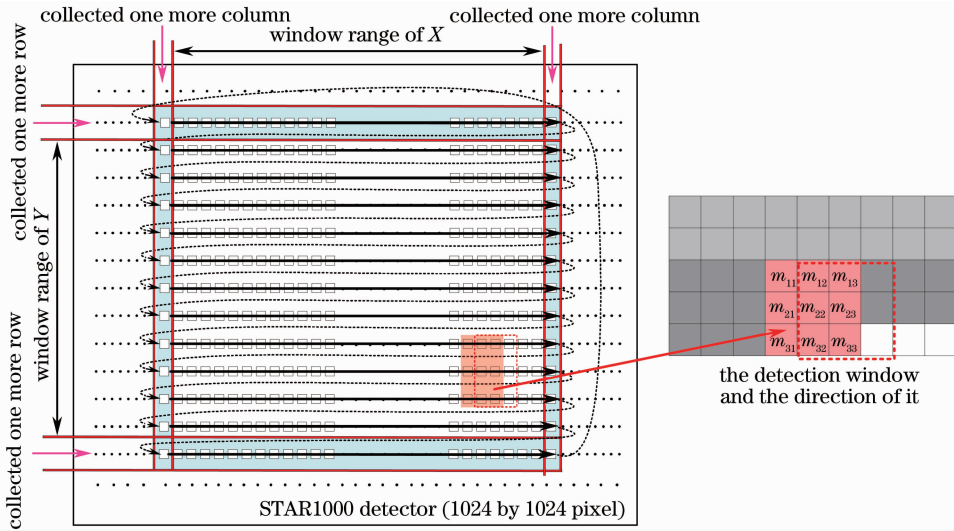 collected one more column
collected one more column
window range of X
collected one more row
window range of Y
collected one more row
m11 m12 m13
m21 m22 m23
m31 m32 m33
the detection window
and the direction of it
STAR1000 detector (1024 by 1024 pixel)